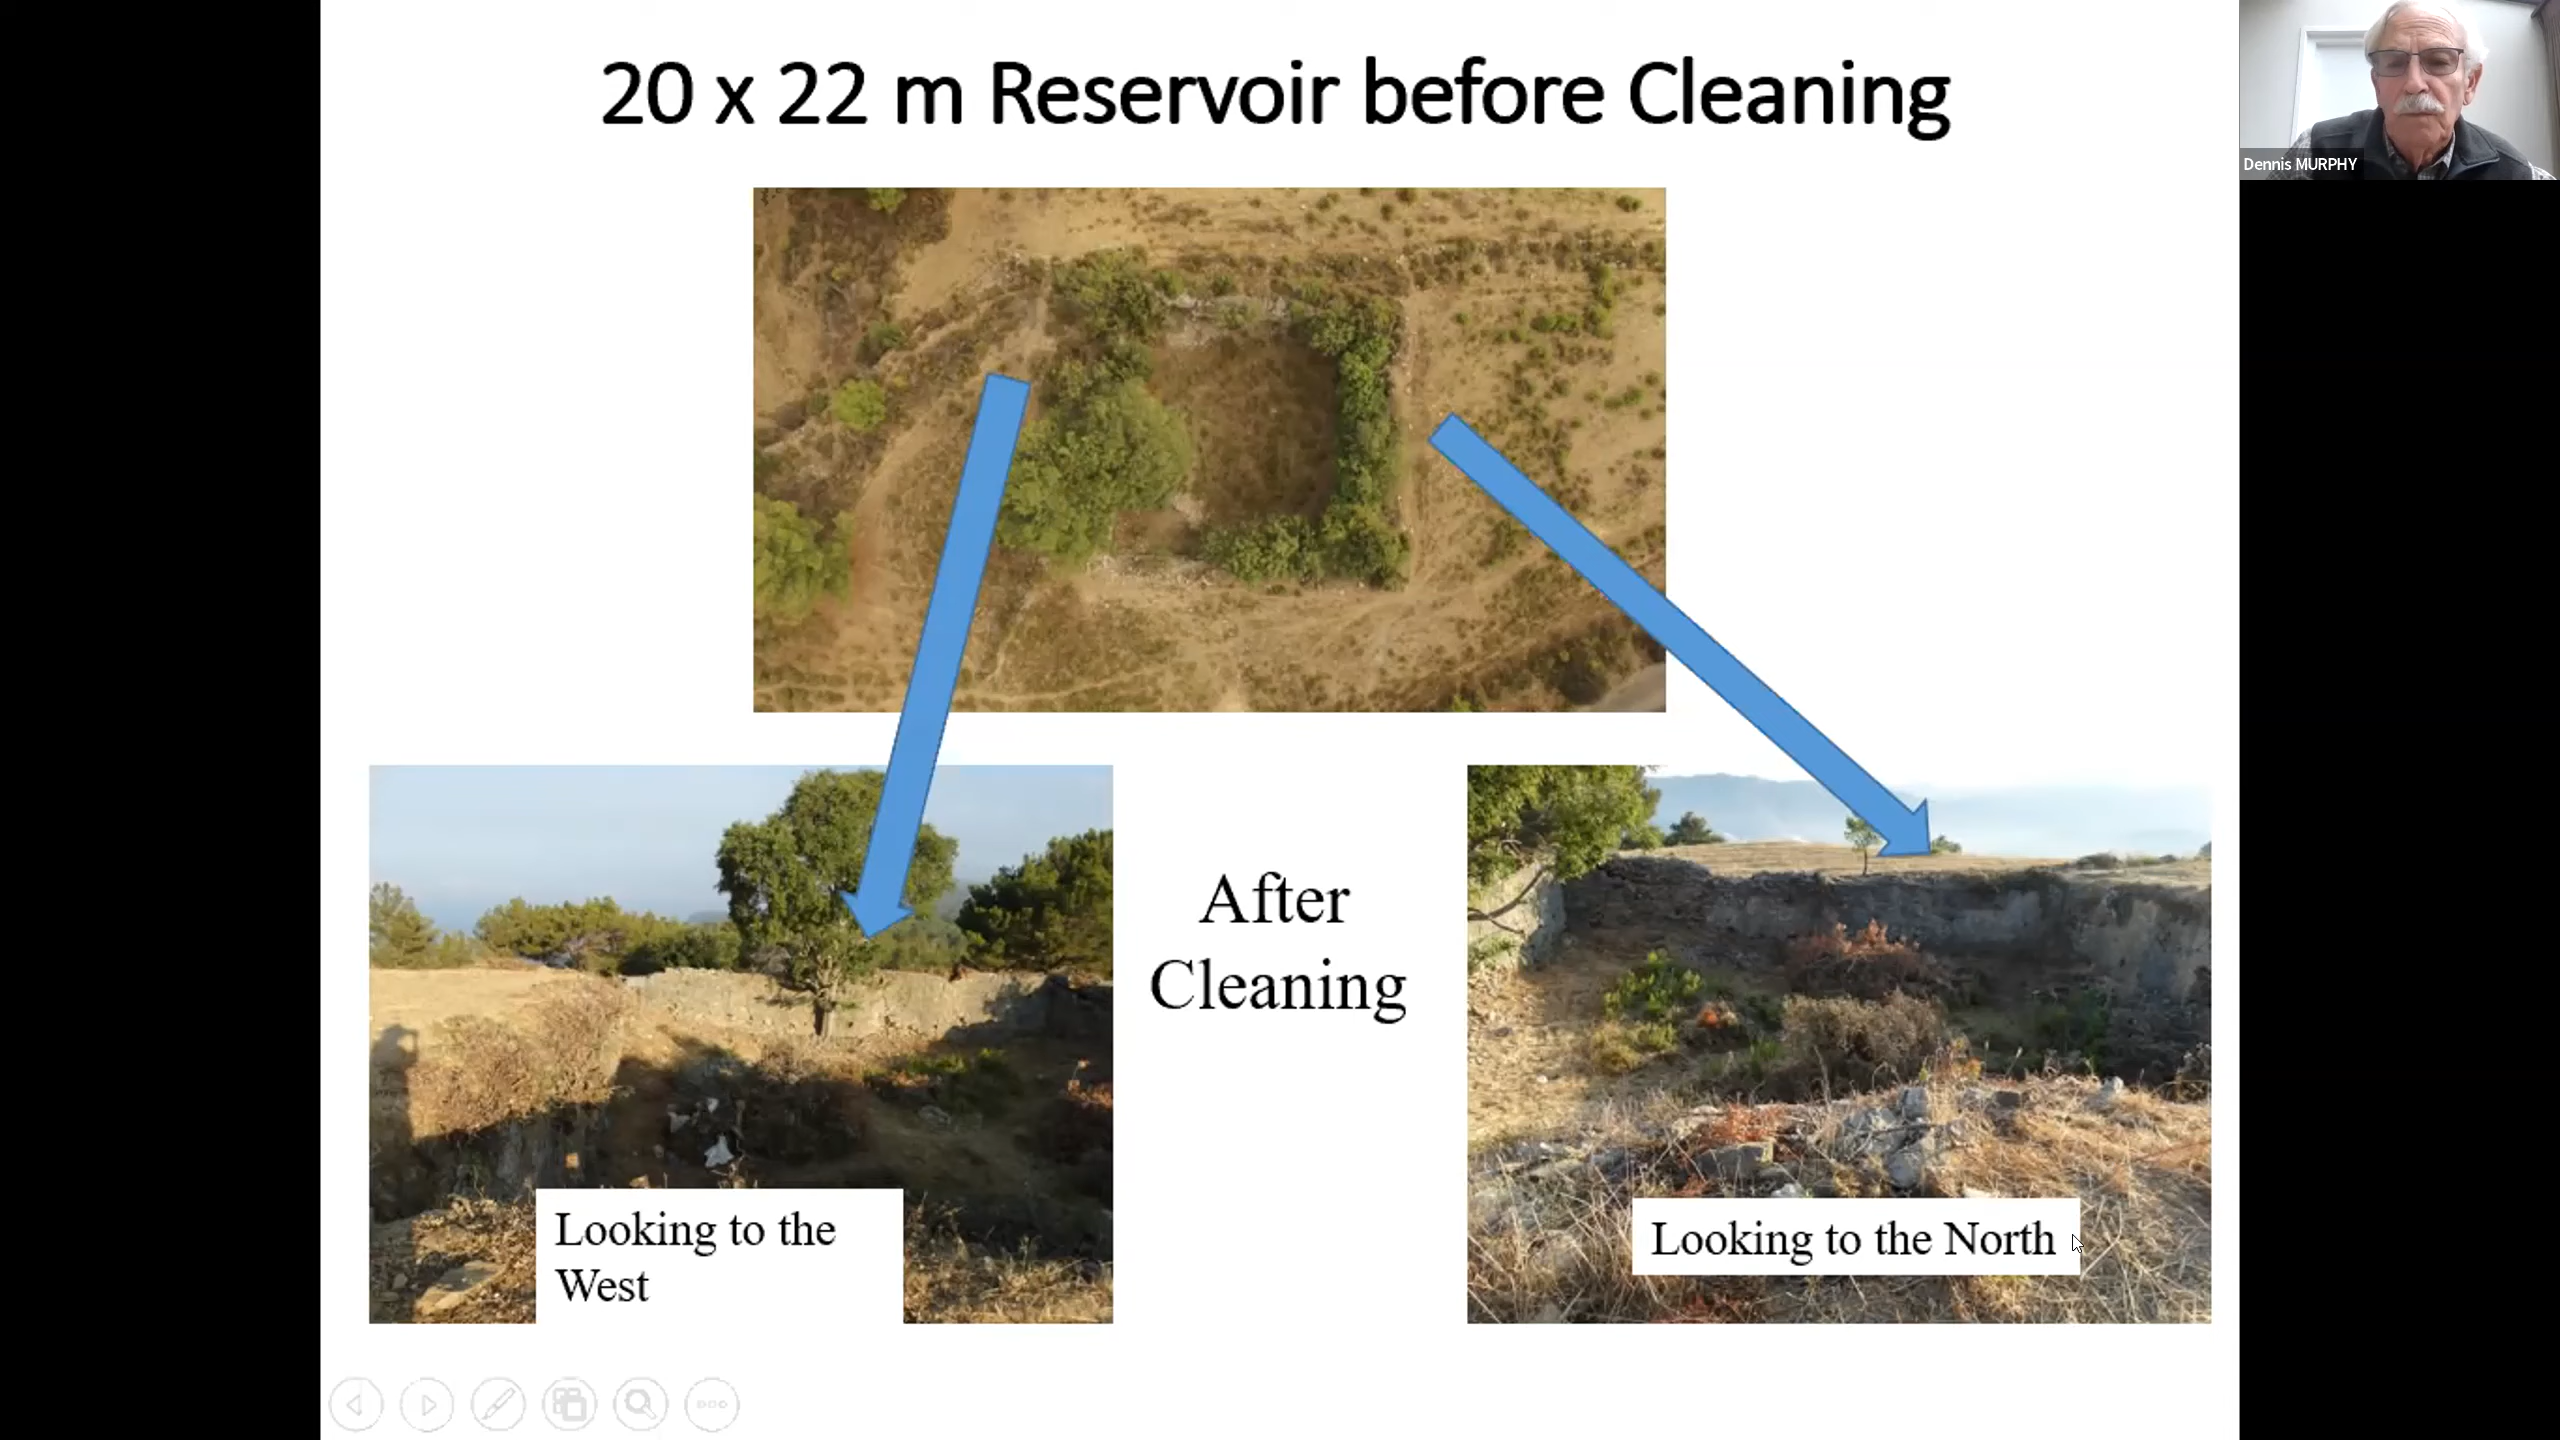 20 x 22 m Reservoir before Cleaning
Dennis MURPHY
After
Cleaning
Looking to the
West
Looking to the North